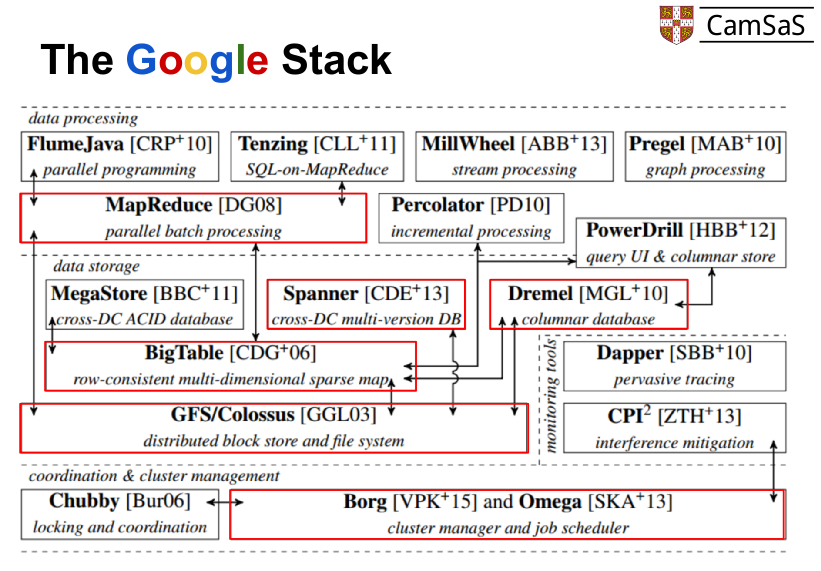 CamSaS
The Google Stack
data processing
FlumeJava [CRP⁺10]
parallel programming
Tenzing [CLL⁺11]
SQL-on-MapReduce
MillWheel [ABB⁺13]
stream processing
Pregel [MAB⁺10]
graph processing
MapReduce [DG08]
parallel batch processing
Percolator [PD10]
incremental processing
PowerDrill [HBB⁺12]
query UI & columnar store
data storage
MegaStore [BBC⁺11]
cross-DC ACID database
Spanner [CDE⁺13]
cross-DC multi-version DB
Dremel [MGL⁺10]
columnar database
BigTable [CDG⁺06]
row-consistent multi-dimensional sparse map
monitoring tools
Dapper [SBB⁺10]
pervasive tracing
GFS/Colossus [GGL03]
distributed block store and file system
CPI² [ZTH⁺13]
interference mitigation
coordination & cluster management
Chubby [Bur06]
locking and coordination
Borg [VPK⁺15] and Omega [SKA⁺13]
cluster manager and job scheduler